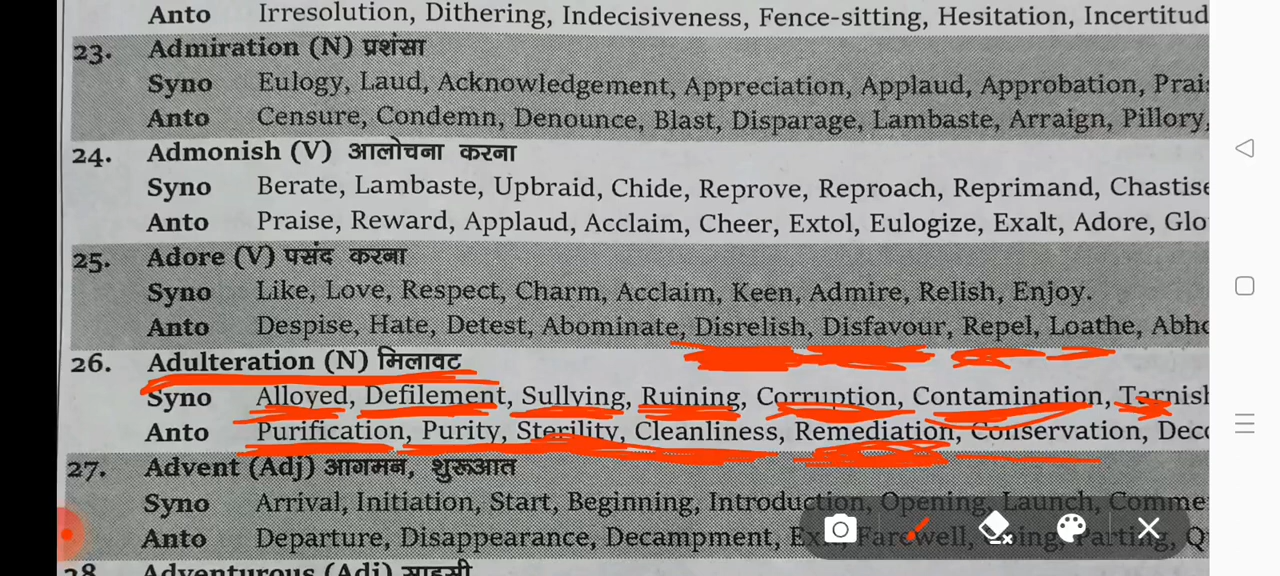 Anto Irresolution, Dithering, Indecisiveness, Fence-sitting, Hesitation, Incertitud
23. Admiration (N) प्रशंसा
Syno Eulogy, Laud, Acknowledgement, Appreciation, Applaud, Approbation, Prai
Anto Censure, Condemn, Denounce, Blast, Disparage, Lambaste, Arraign, Pillory,
24. Admonish (V) आलोचना करना
Syno Berate, Lambaste, Upbraid, Chide, Reprove, Reproach, Reprimand, Chastise
Anto Praise, Reward, Applaud, Acclaim, Cheer, Extol, Eulogize, Exalt, Adore, Glo
25. Adore (V) पसंद करना
Syno Like, Love, Respect, Charm, Acclaim, Keen, Admire, Relish, Enjoy.
Anto Despise, Hate, Detest, Abominate, Disrelish, Disfavour, Repel, Loathe, Abho
26. Adulteration (N) मिलावट
Syno Alloyed, Defilement, Sullying, Ruining, Corruption, Contamination, Tarnish
Anto Purification, Purity, Sterility, Cleanliness, Remediation, Conservation, Deco
27. Advent (Adj) आगमन, शुरूआत
Syno Arrival, Initiation, Start, Beginning, Introduction, Opening, Launch, Comme
Anto Departure, Disappearance, Decampment, Exit, Farewell, Going, Parting, Q
28. Adventurous (Adj) साहसी